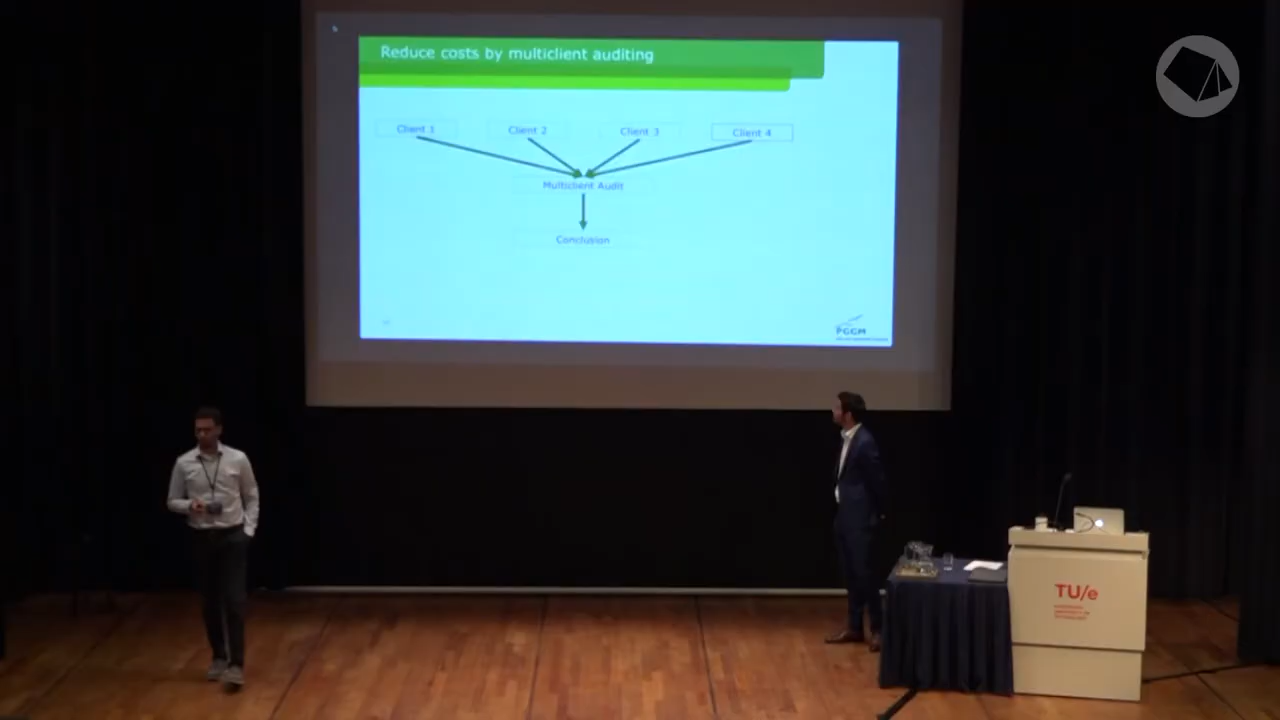 Reduce costs by multiclient auditing
Client 1
Client 2
Client 3
Client 4
Multiclient Audit
Conclusion
PGGM
TU/e